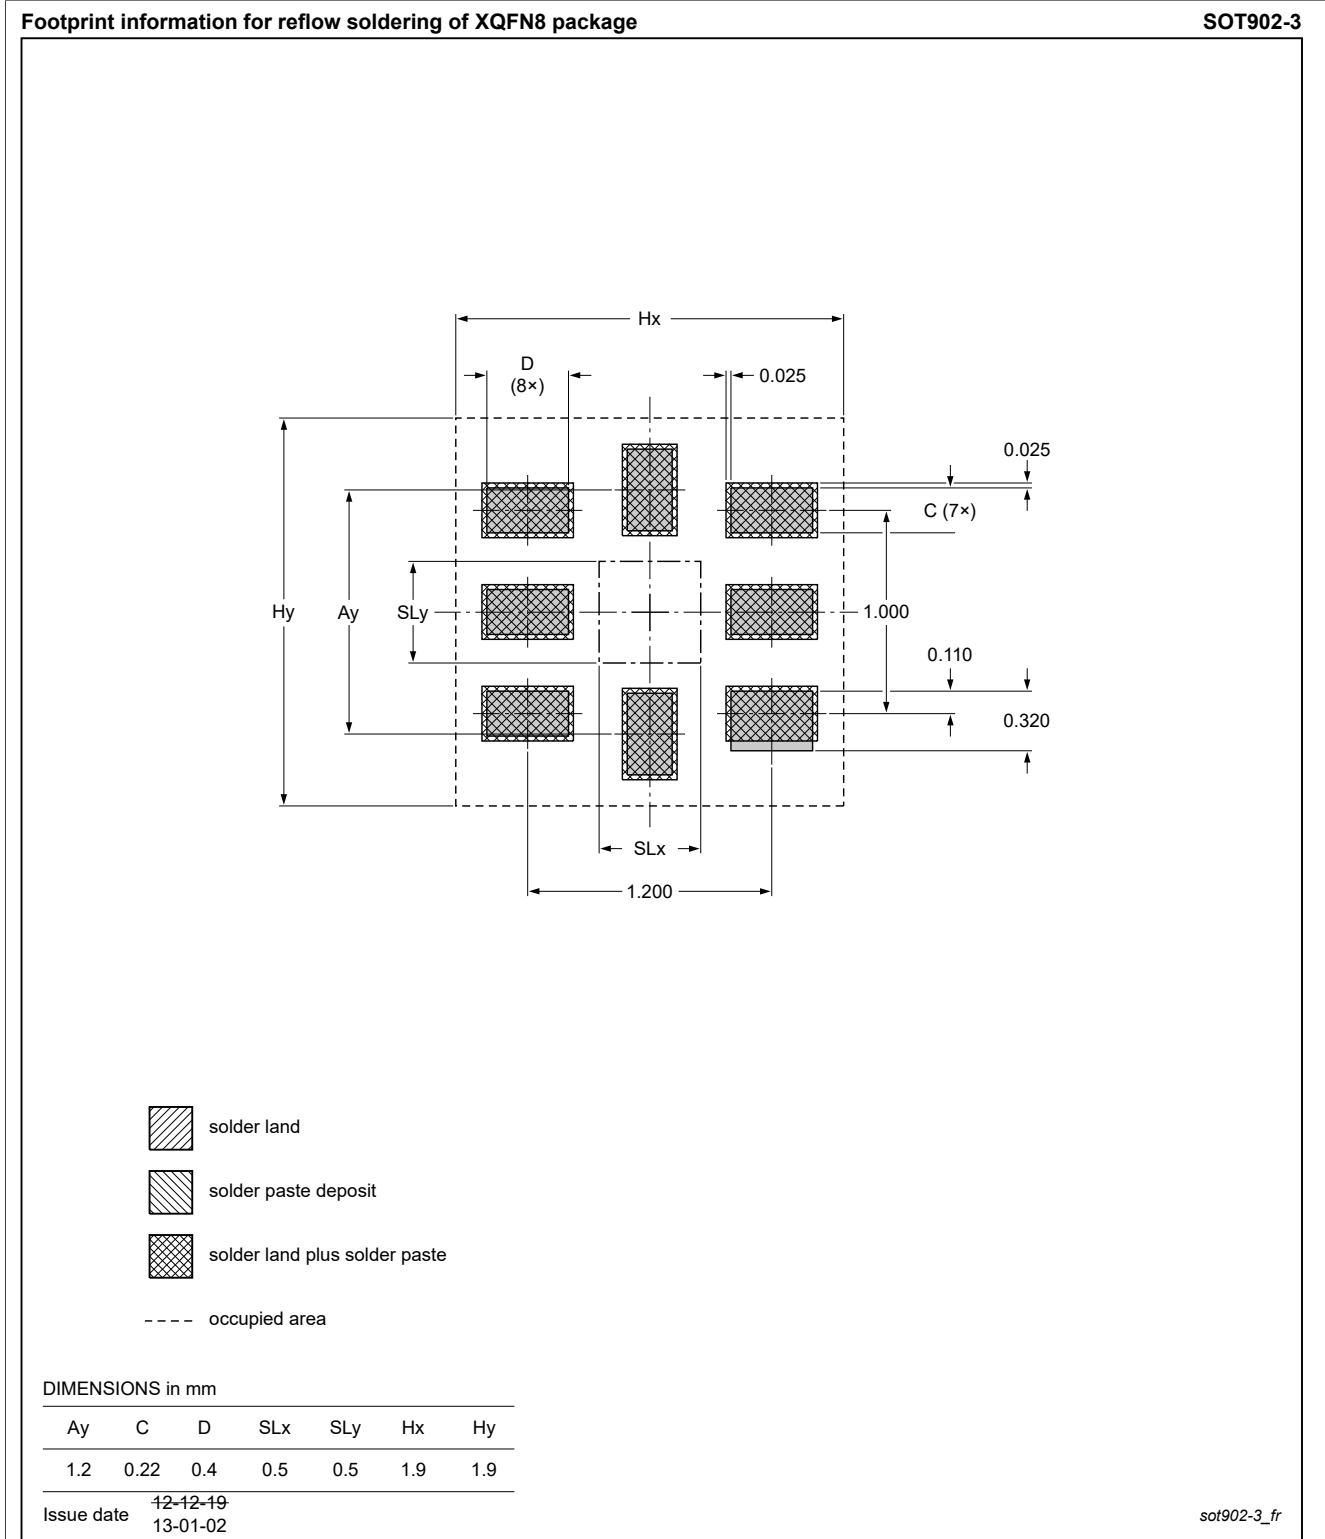 Footprint information for reflow soldering of XQFN8 package SOT902-3
Hx
D
(8×)
0.025
0.025
C (7×)
Hy
Ay
SLy
1.000
0.110
0.320
SLx
1.200
solder land
solder paste deposit
solder land plus solder paste
occupied area
DIMENSIONS in mm
Ay C D SLx SLy Hx Hy
1.2 0.22 0.4 0.5 0.5 1.9 1.9
Issue date 12-12-19
13-01-02
sot902-3_fr